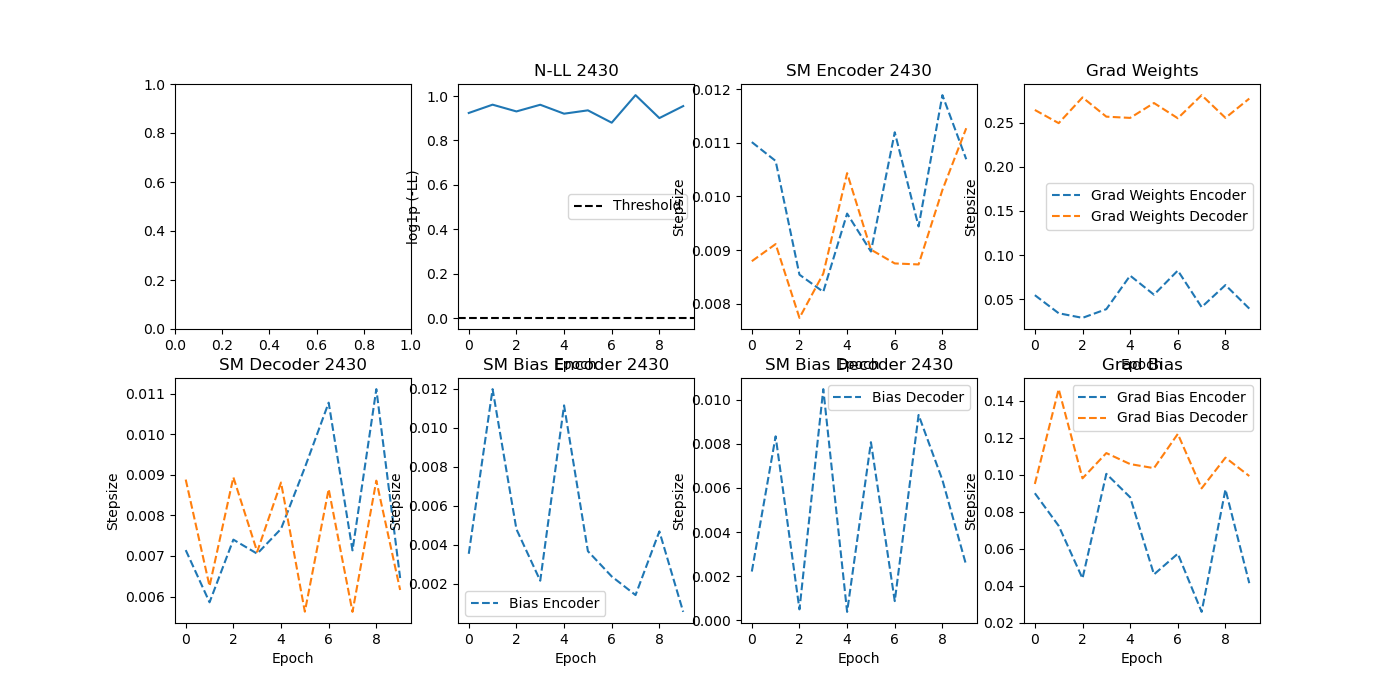 N-LL 2430
SM Encoder 2430
Grad Weights
1.0
0.8
0.6
0.4
0.2
0.0
0.0 0.2 0.4 0.6 0.8 1.0
log1p (-LL)
1.0
0.8
0.6
0.4
0.2
0.0
Threshold
0 2 4 6 8
Epoch
Stepsize
0.012
0.011
0.010
0.009
0.008
0 2 4 6 8
Epoch
Stepsize
0.25
0.20
0.15
0.10
0.05
Grad Weights Encoder
Grad Weights Decoder
0 2 4 6 8
Epoch
SM Decoder 2430
SM Bias Encoder 2430
SM Bias Decoder 2430
Grad Bias
Stepsize
0.011
0.010
0.009
0.008
0.007
0.006
0 2 4 6 8
Epoch
Stepsize
0.012
0.010
0.008
0.006
0.004
0.002
Bias Encoder
0 2 4 6 8
Epoch
Stepsize
0.010
0.008
0.006
0.004
0.002
0.000
Bias Decoder
0 2 4 6 8
Epoch
Stepsize
0.14
0.12
0.10
0.08
0.06
0.04
0.02
Grad Bias Encoder
Grad Bias Decoder
0 2 4 6 8
Epoch